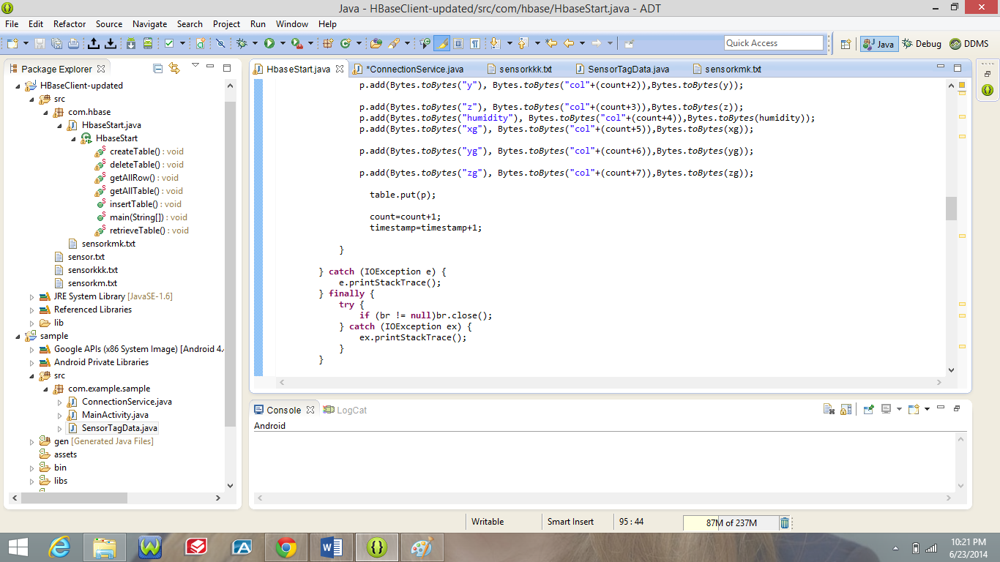 Java - HBaseClient-updated/src/com/hbase/HbaseStart.java - ADT
File Edit Refactor Source Navigate Search Project Run Window Help
Quick Access
Java
Debug
DDMS
Package Explorer
HBaseClient-updated
src
com.hbase
HbaseStart.java
HbaseStart
createTable() : void
deleteTable() : void
getAllRow() : void
getAllTable() : void
insertTable() : void
main(String[]) : void
retrieveTable() : void
sensorkmk.txt
sensor.txt
sensorkkk.txt
sensorkm.txt
JRE System Library [JavaSE-1.6]
Referenced Libraries
lib
sample
Google APIs (x86 System Image) [Android 4.
Android Private Libraries
src
com.example.sample
ConnectionService.java
MainActivity.java
SensorTagData.java
gen [Generated Java Files]
assets
bin
libs
HbaseStart.java *ConnectionService.java sensorkkk.txt SensorTagData.java sensorkmk.txt
p.add(Bytes.toBytes("y"), Bytes.toBytes("col"+(count+2)),Bytes.toBytes(y));
p.add(Bytes.toBytes("z"), Bytes.toBytes("col"+(count+3)),Bytes.toBytes(z));
p.add(Bytes.toBytes("humidity"), Bytes.toBytes("col"+(count+4)),Bytes.toBytes(humidity));
p.add(Bytes.toBytes("xg"), Bytes.toBytes("col"+(count+5)),Bytes.toBytes(xg));
p.add(Bytes.toBytes("yg"), Bytes.toBytes("col"+(count+6)),Bytes.toBytes(yg));
p.add(Bytes.toBytes("zg"), Bytes.toBytes("col"+(count+7)),Bytes.toBytes(zg));
table.put(p);
count=count+1;
timestamp=timestamp+1;
}
} catch (IOException e) {
e.printStackTrace();
} finally {
try {
if (br != null)br.close();
} catch (IOException ex) {
ex.printStackTrace();
}
}
Console LogCat
Android
Writable Smart Insert 95 : 44 87M of 237M
10:21 PM
6/23/2014